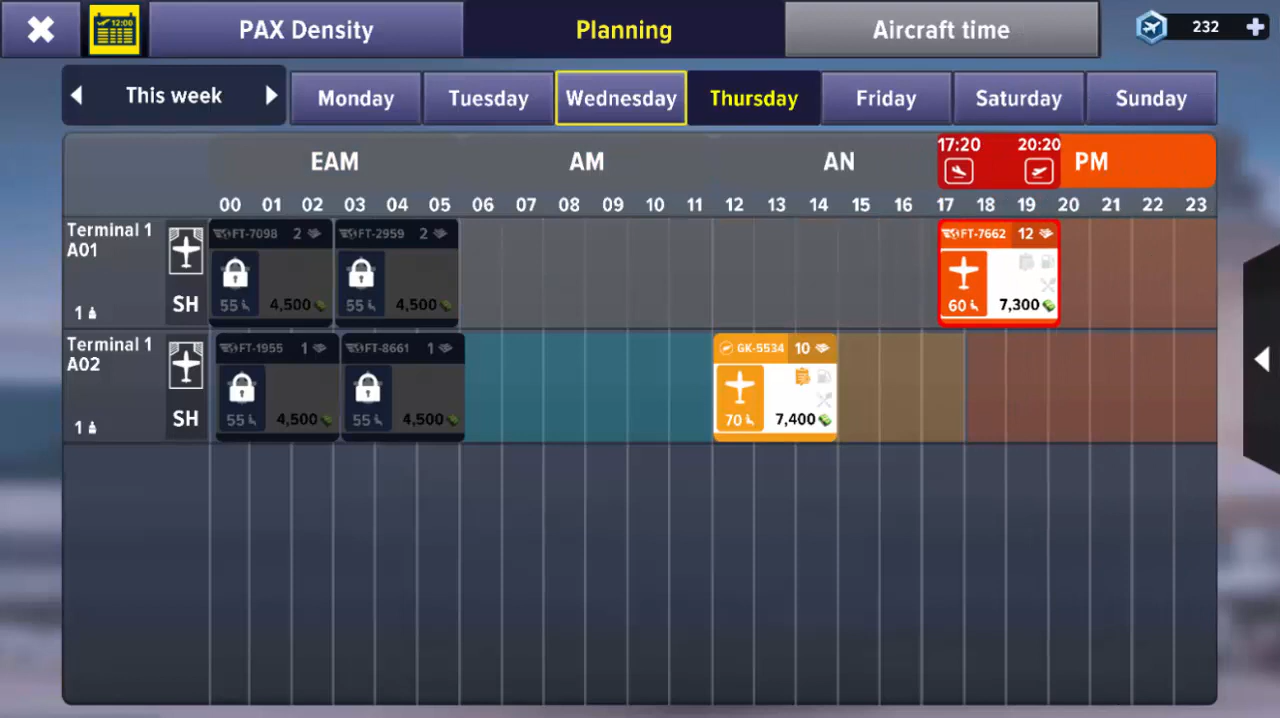 12:00
PAX Density
Planning
Aircraft time
232
This week
Monday
Tuesday
Wednesday
Thursday
Friday
Saturday
Sunday
EAM
AM
AN
17:20
20:20
PM
00 01 02 03 04 05 06 07 08 09 10 11 12 13 14 15 16 17 18 19 20 21 22 23
Terminal 1
A01
1
SH
FT-7098 2
55 4,500
FT-2959 2
55 4,500
FT-7662 12
60 7,300
Terminal 1
A02
1
SH
FT-1955 1
55 4,500
FT-8661 1
55 4,500
GK-5534 10
70 7,400